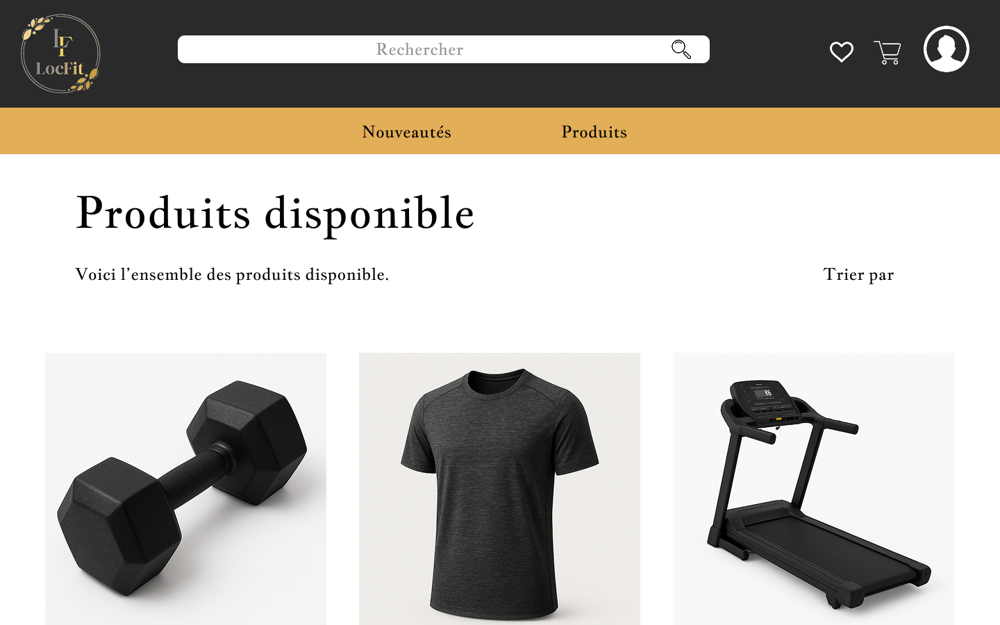 LF
LocFit
Rechercher
Nouveautés
Produits
Produits disponible
Voici l'ensemble des produits disponible.
Trier par